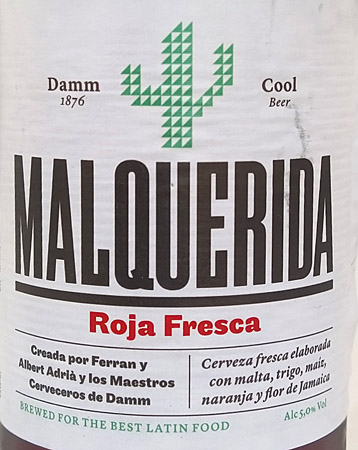 Damm
1876
Cool
Beer
MALQUERIDA
Roja Fresca
Creada por Ferran y
Albert Adrià y los Maestros
Cerveceros de Damm
Cerveza fresca elaborada
con malta, trigo, maíz,
naranja y flor de Jamaica
BREWED FOR THE BEST LATIN FOOD
Alc 5,0% Vol